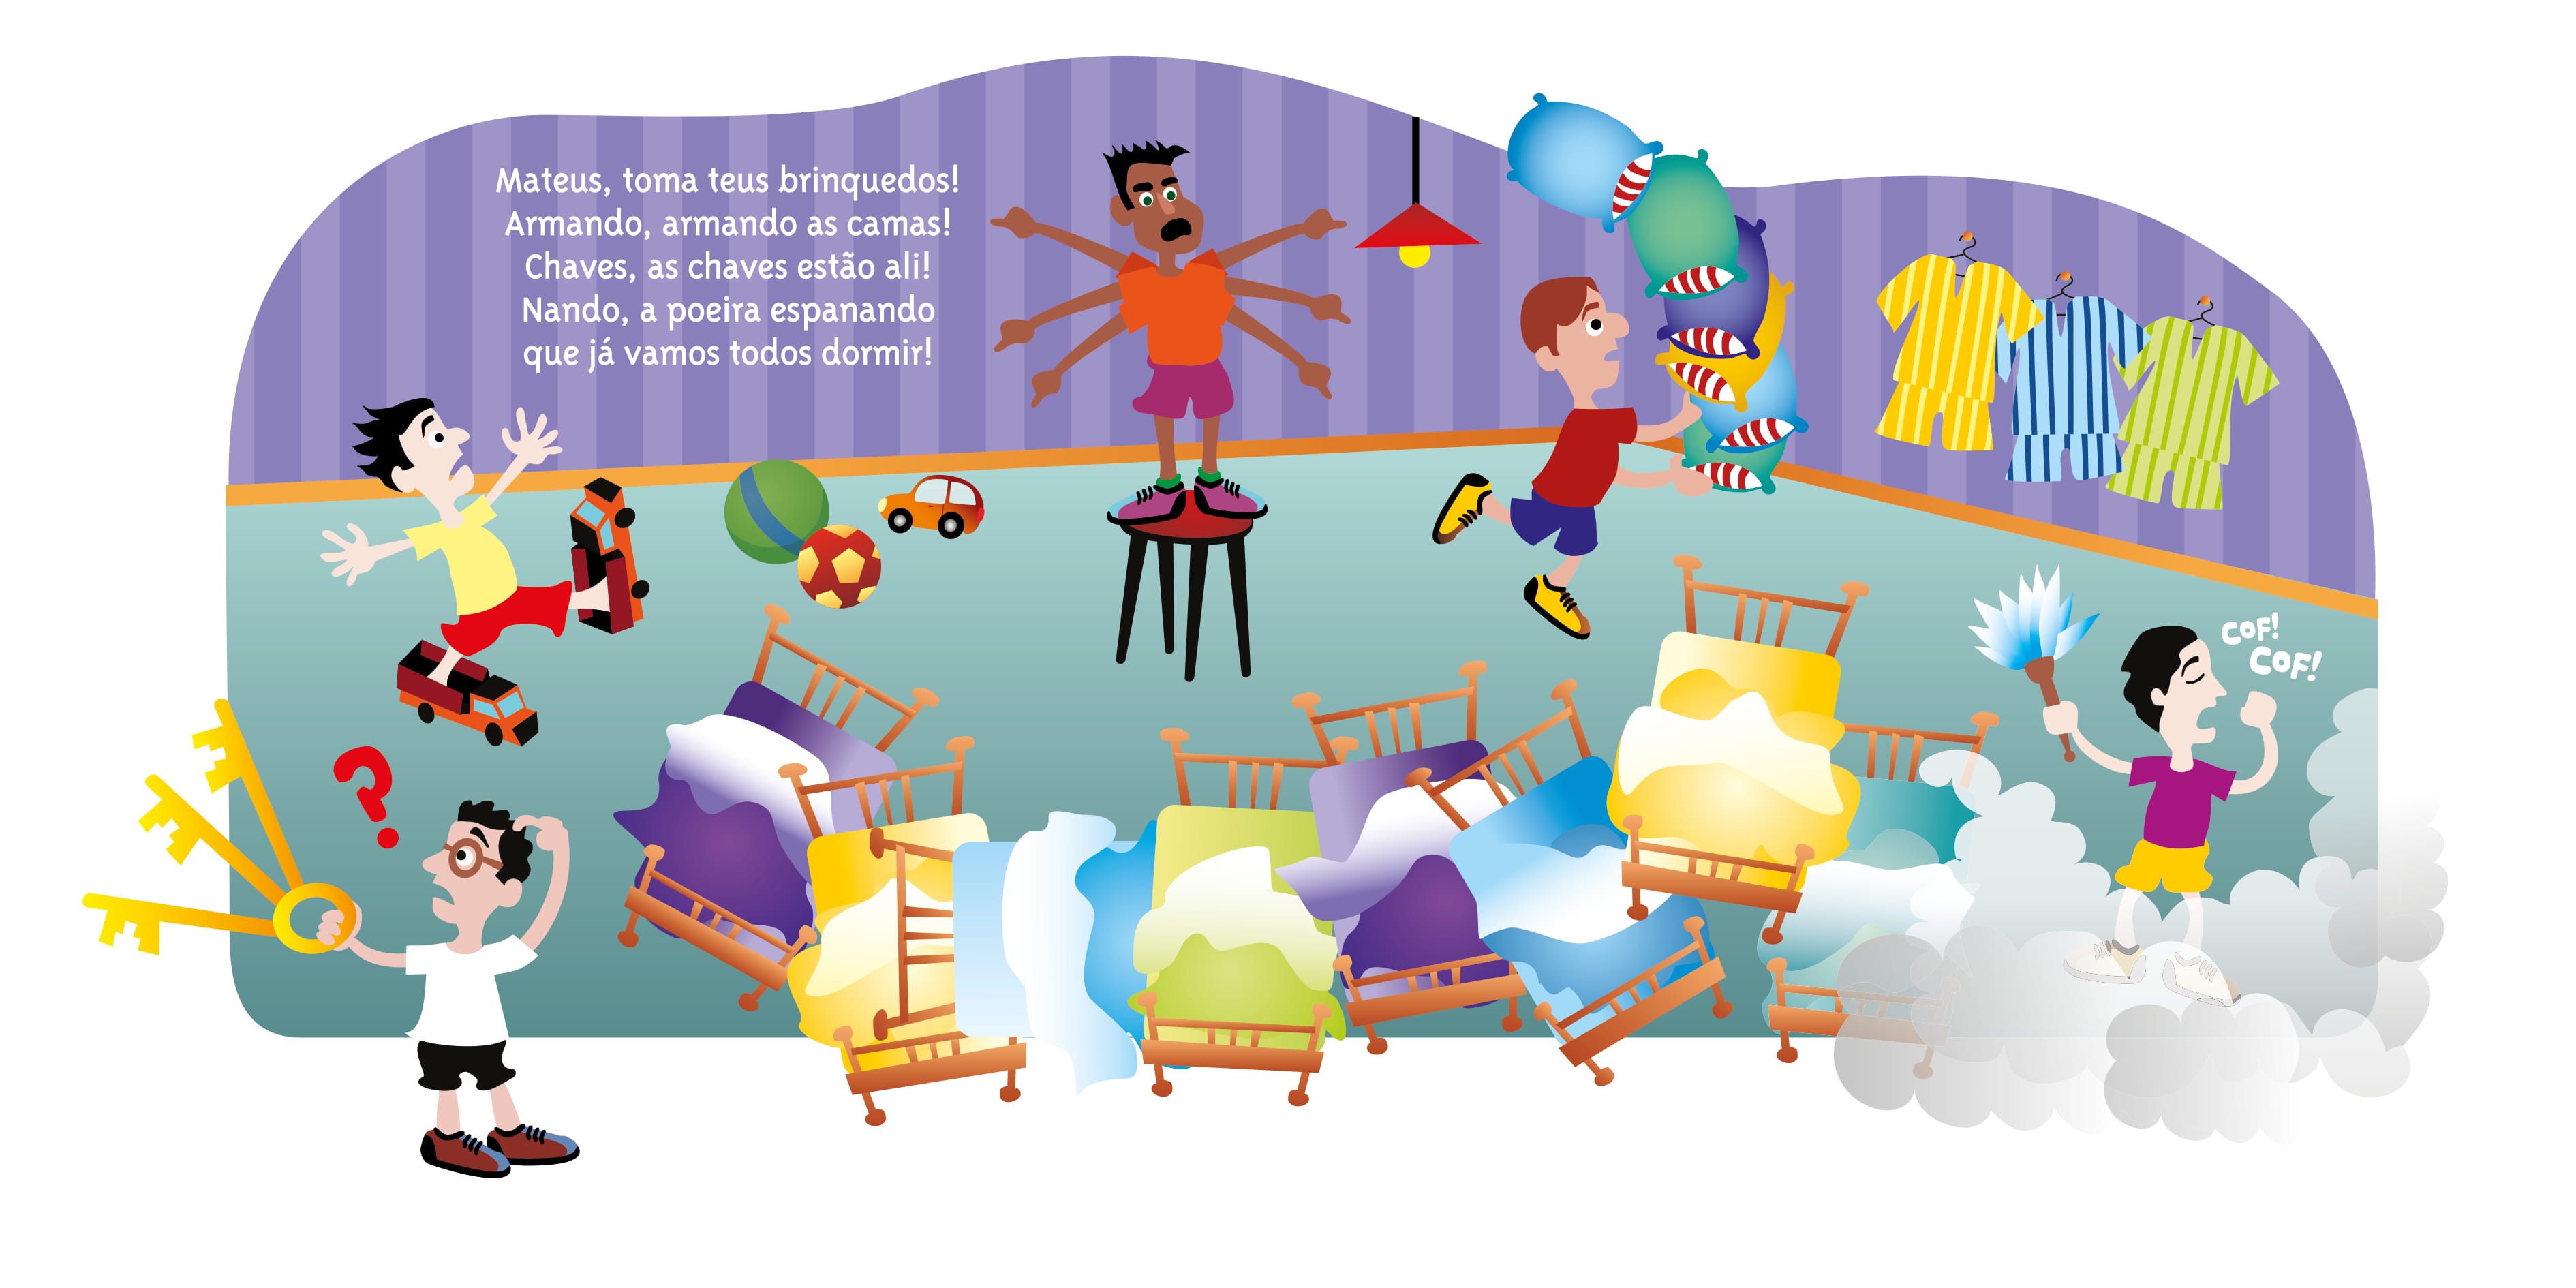 Mateus, toma teus brinquedos!
Armando, armando as camas!
Chaves, as chaves estão ali!
Nando, a poeira espanando
que já vamos todos dormir!
?
COF!
COF!